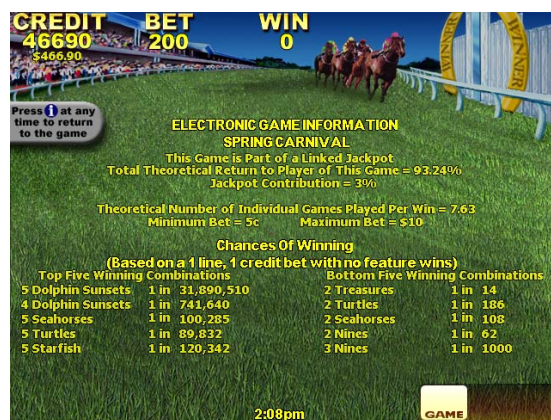 CREDIT BET WIN
46690 200 0
$466.90
WINNER
WINNER
Press i at any
time to return
to the game
ELECTRONIC GAME INFORMATION
SPRING CARNIVAL
This Game is Part of a Linked Jackpot
Total Theoretical Return to Player of This Game = 93.24%
Jackpot Contribution = 3%
Theoretical Number of Individual Games Played Per Win = 7.63
Minimum Bet = 5c Maximum Bet = $10
Chances Of Winning
(Based on a 1 line, 1 credit bet with no feature wins)
Top Five Winning Combinations Bottom Five Winning Combinations
5 Dolphin Sunsets 1 in 31,890,510 2 Treasures 1 in 14
4 Dolphin Sunsets 1 in 741,640 2 Turtles 1 in 186
5 Seahorses 1 in 100,285 2 Seahorses 1 in 108
5 Turtles 1 in 89,832 2 Nines 1 in 62
5 Starfish 1 in 120,342 3 Nines 1 in 1000
2:08pm
GAME